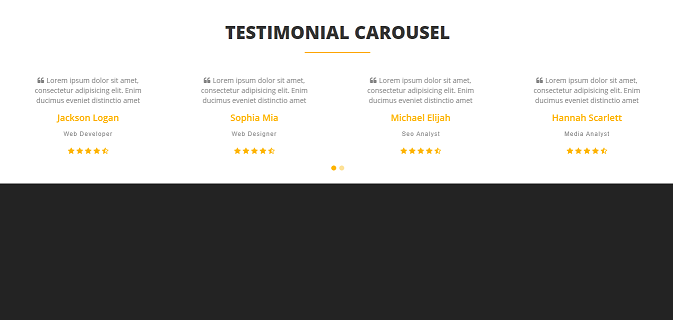 TESTIMONIAL CAROUSEL
❝ Lorem ipsum dolor sit amet,
consectetur adipisicing elit. Enim
ducimus eveniet distinctio amet
Jackson Logan
Web Developer
❝ Lorem ipsum dolor sit amet,
consectetur adipisicing elit. Enim
ducimus eveniet distinctio amet
Sophia Mia
Web Designer
❝ Lorem ipsum dolor sit amet,
consectetur adipisicing elit. Enim
ducimus eveniet distinctio amet
Michael Elijah
Seo Analyst
❝ Lorem ipsum dolor sit amet,
consectetur adipisicing elit. Enim
ducimus eveniet distinctio amet
Hannah Scarlett
Media Analyst